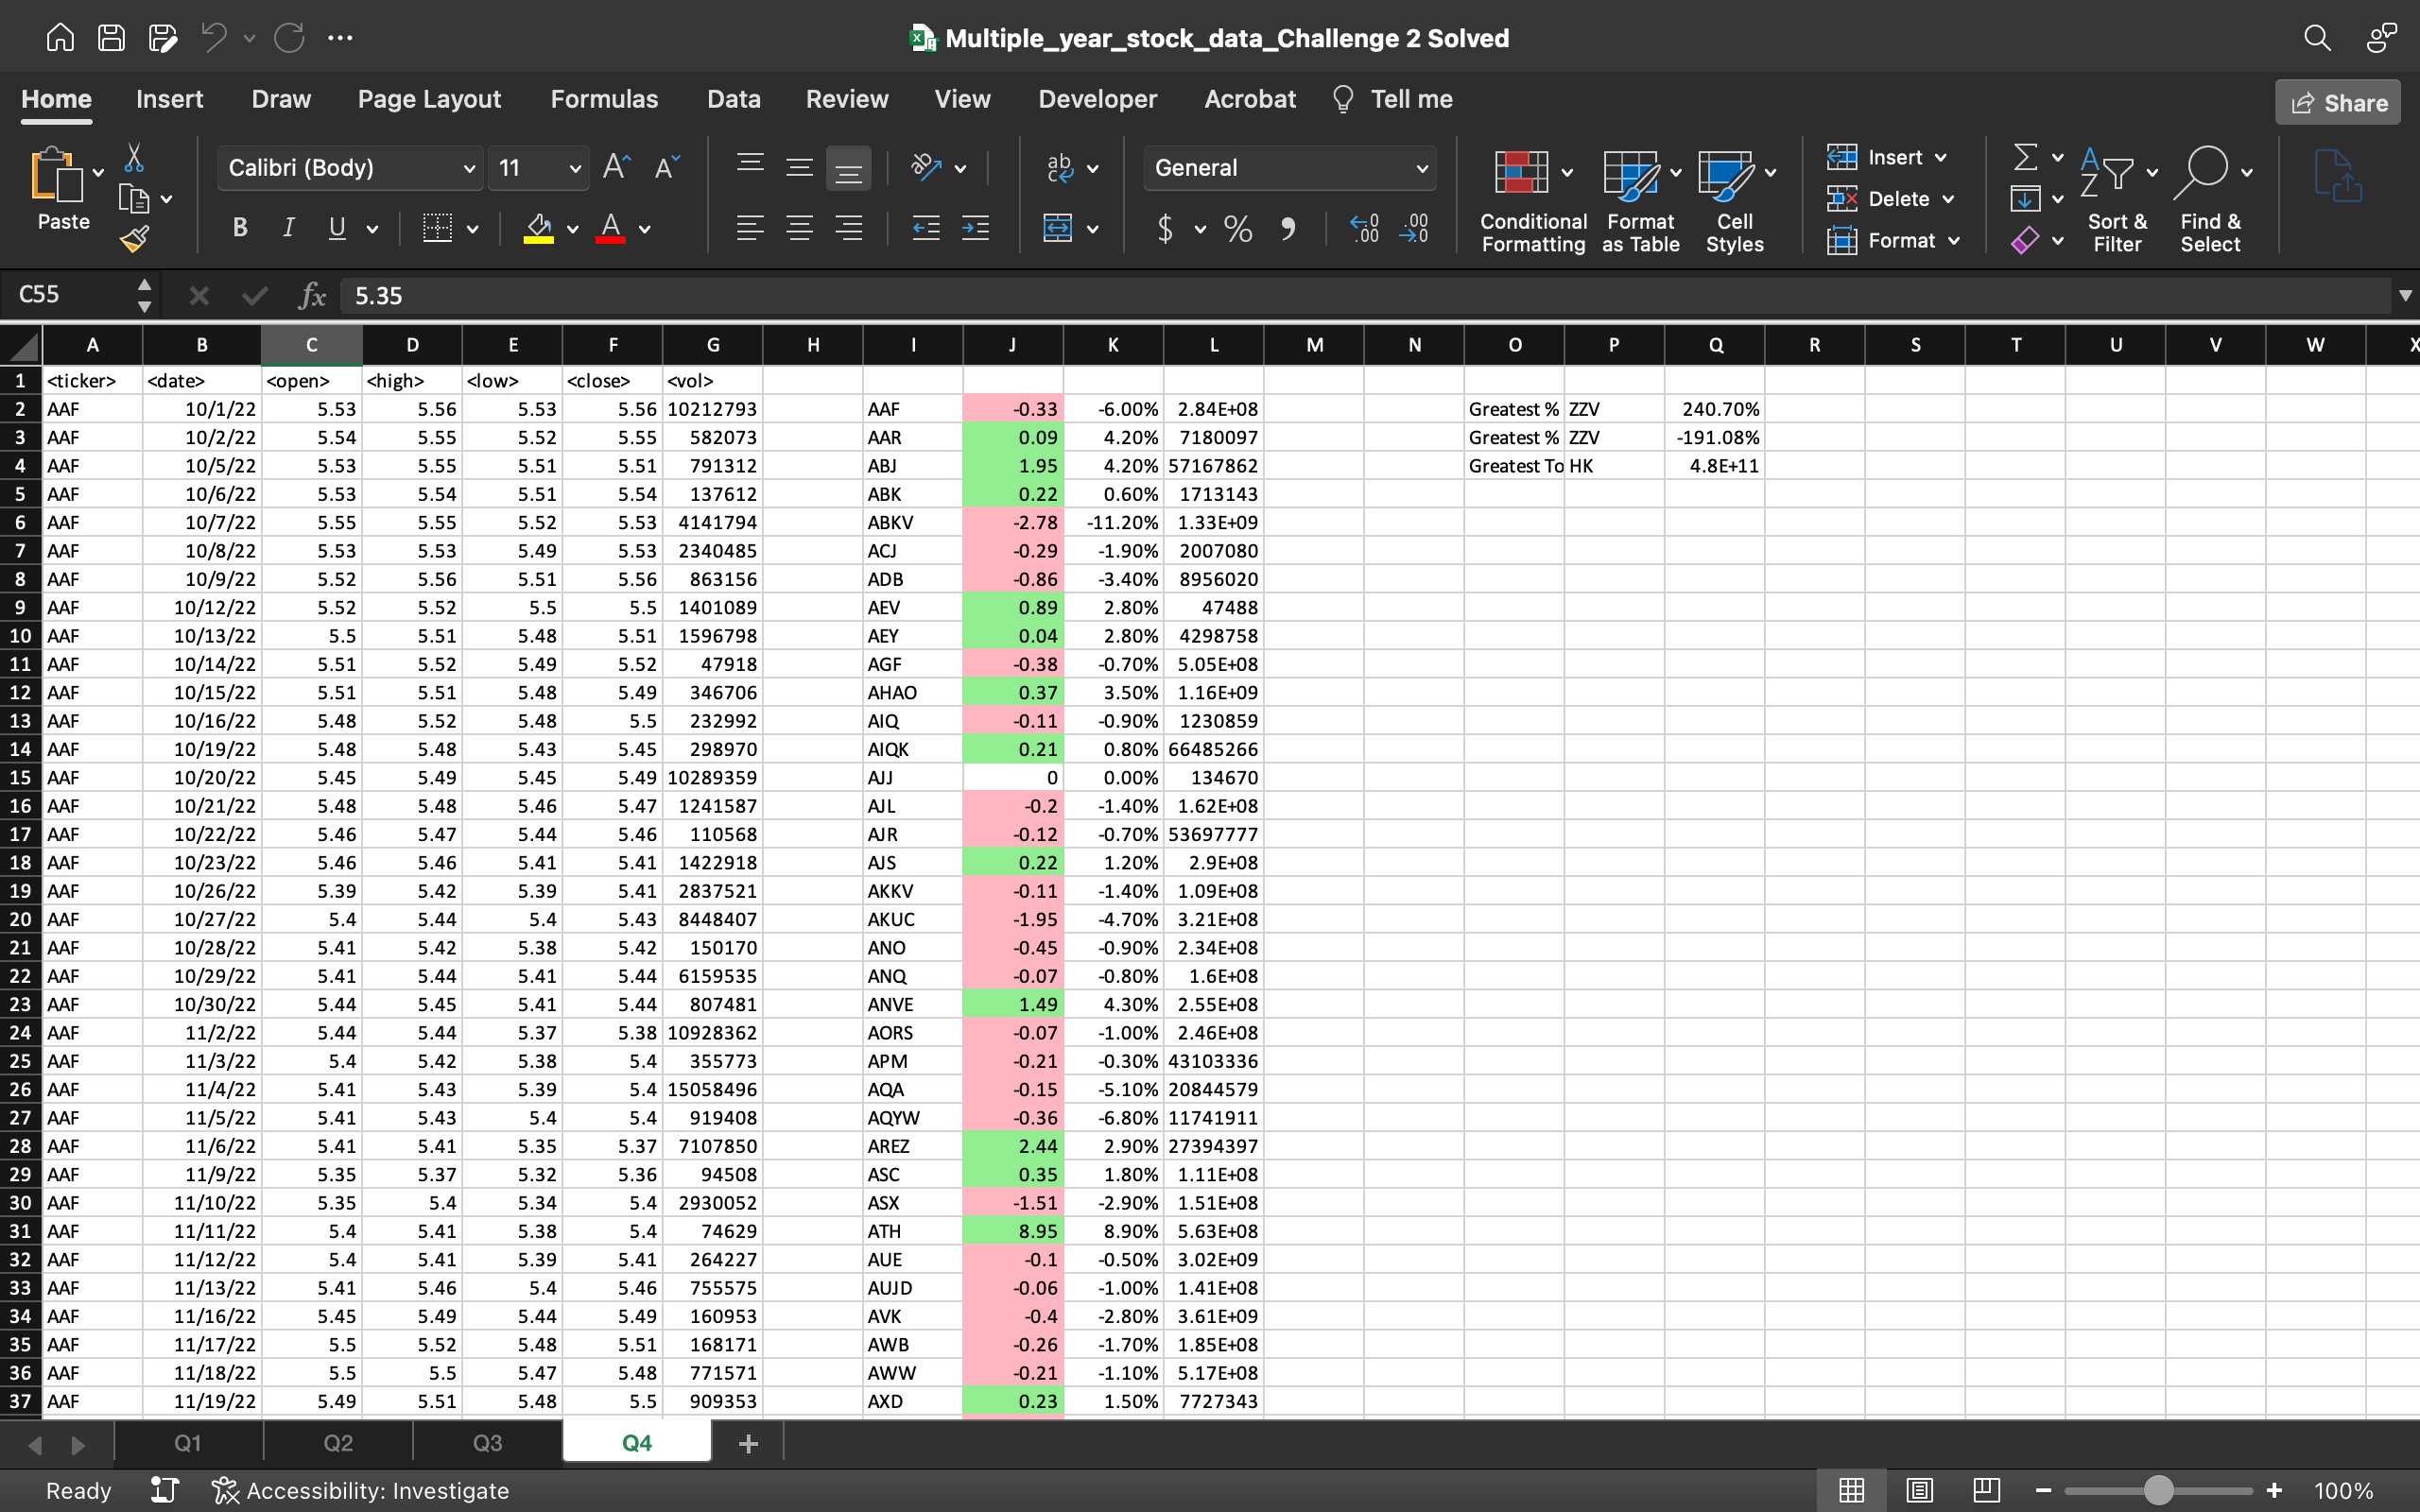 Multiple_year_stock_data_Challenge 2 Solved
Home Insert Draw Page Layout Formulas Data Review View Developer Acrobat Tell me Share
Paste Calibri (Body) 11 General Conditional Formatting Format as Table Cell Styles Insert Delete Format Sort & Filter Find & Select
C55 fx 5.35
A B C D E F G H I J K L M N O P Q R S T U V W X
1 <ticker> <date> <open> <high> <low> <close> <vol>
2 AAF 10/1/22 5.53 5.56 5.53 5.56 10212793 AAF -0.33 -6.00% 2.84E+08 Greatest % ZZV 240.70%
3 AAF 10/2/22 5.54 5.55 5.52 5.55 582073 AAR 0.09 4.20% 7180097 Greatest % ZZV -191.08%
4 AAF 10/5/22 5.53 5.55 5.51 5.51 791312 ABJ 1.95 4.20% 57167862 Greatest To HK 4.8E+11
5 AAF 10/6/22 5.53 5.54 5.51 5.54 137612 ABK 0.22 0.60% 1713143
6 AAF 10/7/22 5.55 5.55 5.52 5.53 4141794 ABKV -2.78 -11.20% 1.33E+09
7 AAF 10/8/22 5.53 5.53 5.49 5.53 2340485 ACJ -0.29 -1.90% 2007080
8 AAF 10/9/22 5.52 5.56 5.51 5.56 863156 ADB -0.86 -3.40% 8956020
9 AAF 10/12/22 5.52 5.52 5.5 5.5 1401089 AEV 0.89 2.80% 47488
10 AAF 10/13/22 5.5 5.51 5.48 5.51 1596798 AEY 0.04 2.80% 4298758
11 AAF 10/14/22 5.51 5.52 5.49 5.52 47918 AGF -0.38 -0.70% 5.05E+08
12 AAF 10/15/22 5.51 5.51 5.48 5.49 346706 AHAO 0.37 3.50% 1.16E+09
13 AAF 10/16/22 5.48 5.52 5.48 5.5 232992 AIQ -0.11 -0.90% 1230859
14 AAF 10/19/22 5.48 5.48 5.43 5.45 298970 AIQK 0.21 0.80% 66485266
15 AAF 10/20/22 5.45 5.49 5.45 5.49 10289359 AJJ 0 0.00% 134670
16 AAF 10/21/22 5.48 5.48 5.46 5.47 1241587 AJL -0.2 -1.40% 1.62E+08
17 AAF 10/22/22 5.46 5.47 5.44 5.46 110568 AJR -0.12 -0.70% 53697777
18 AAF 10/23/22 5.46 5.46 5.41 5.41 1422918 AJS 0.22 1.20% 2.9E+08
19 AAF 10/26/22 5.39 5.42 5.39 5.41 2837521 AKKV -0.11 -1.40% 1.09E+08
20 AAF 10/27/22 5.4 5.44 5.4 5.43 8448407 AKUC -1.95 -4.70% 3.21E+08
21 AAF 10/28/22 5.41 5.42 5.38 5.42 150170 ANO -0.45 -0.90% 2.34E+08
22 AAF 10/29/22 5.41 5.44 5.41 5.44 6159535 ANQ -0.07 -0.80% 1.6E+08
23 AAF 10/30/22 5.44 5.45 5.41 5.44 807481 ANVE 1.49 4.30% 2.55E+08
24 AAF 11/2/22 5.44 5.44 5.37 5.38 10928362 AORS -0.07 -1.00% 2.46E+08
25 AAF 11/3/22 5.4 5.42 5.38 5.4 355773 APM -0.21 -0.30% 43103336
26 AAF 11/4/22 5.41 5.43 5.39 5.4 15058496 AQA -0.15 -5.10% 20844579
27 AAF 11/5/22 5.41 5.43 5.4 5.4 919408 AQYW -0.36 -6.80% 11741911
28 AAF 11/6/22 5.41 5.41 5.35 5.37 7107850 AREZ 2.44 2.90% 27394397
29 AAF 11/9/22 5.35 5.37 5.32 5.36 94508 ASC 0.35 1.80% 1.11E+08
30 AAF 11/10/22 5.35 5.4 5.34 5.4 2930052 ASX -1.51 -2.90% 1.51E+08
31 AAF 11/11/22 5.4 5.41 5.38 5.4 74629 ATH 8.95 8.90% 5.63E+08
32 AAF 11/12/22 5.4 5.41 5.39 5.41 264227 AUE -0.1 -0.50% 3.02E+09
33 AAF 11/13/22 5.41 5.46 5.4 5.46 755575 AUJD -0.06 -1.00% 1.41E+08
34 AAF 11/16/22 5.45 5.49 5.44 5.49 160953 AVK -0.4 -2.80% 3.61E+09
35 AAF 11/17/22 5.5 5.52 5.48 5.51 168171 AWB -0.26 -1.70% 1.85E+08
36 AAF 11/18/22 5.5 5.5 5.47 5.48 771571 AWW -0.21 -1.10% 5.17E+08
37 AAF 11/19/22 5.49 5.51 5.48 5.5 909353 AXD 0.23 1.50% 7727343
Q1 Q2 Q3 Q4 +
Ready Accessibility: Investigate 100%